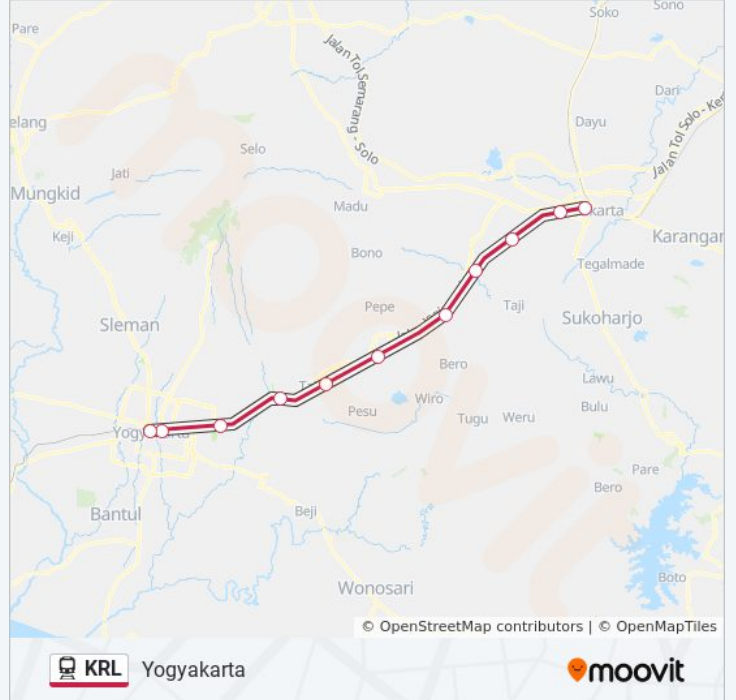 Soko
Sono
Pare
Jalan Tol Semarang - Solo
Dari
elang
Dayu
Selo
Jalan Tol Solo - Ker
Jati
Mungkid
Madu
karta
Keji
Karangan
Bono
Tegalmade
Pepe
Taji
Sleman
Sukoharjo
Bero
Lawu
Wiro
Pesu
Bulu
Tugu
Weru
Pare
Bero
Bantul
Beji
Boto
Wonosari
moovit
© OpenStreetMap contributors | © OpenMapTiles
KRL Yogyakarta
moovit